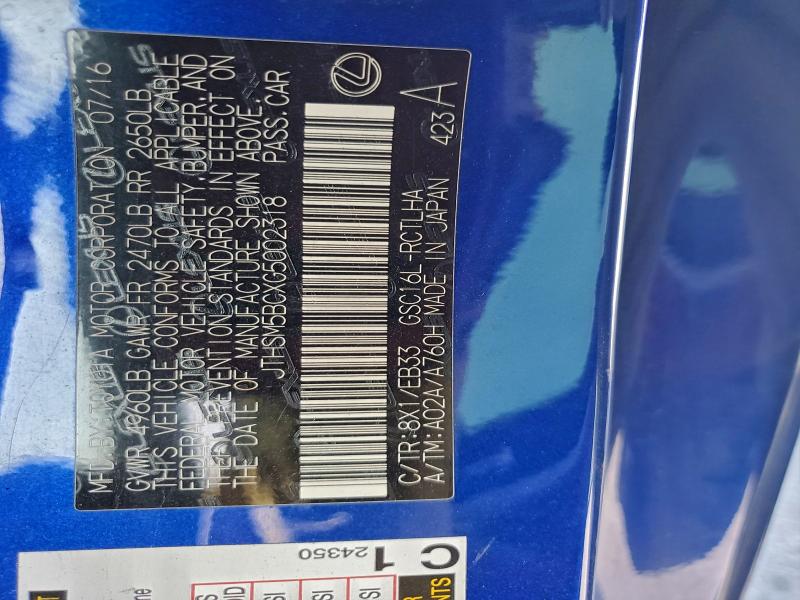 MFD. BY: TOYOTA MOTOR CORPORATION 07/16
GVWR 4960LB GAWR FR 2470LB RR 2650LB
THIS VEHICLE CONFORMS TO ALL APPLICABLE
FEDERAL MOTOR VEHICLE SAFETY, BUMPER, AND
THEFT PREVENTION STANDARDS IN EFFECT ON
THE DATE OF MANUFACTURE SHOWN ABOVE.
JTHSM5BCXG5002318 PASS.CAR
C/TR:8X1/EB33 GSC16L-RCTLHA
A/TM:A02A/A760H MADE IN JAPAN 423 A
C1
24350